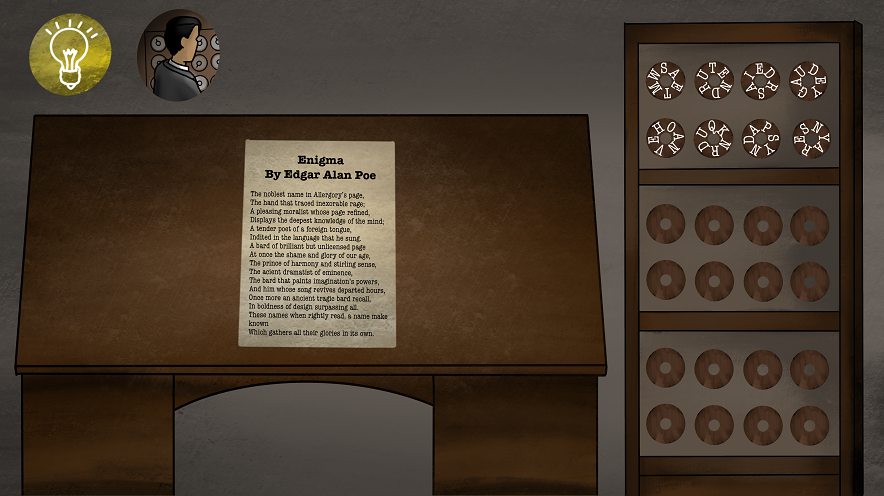 Enigma
By Edgar Alan Poe
The noblest name in Allergory's page,
The hand that traced inexorable rage;
A pleasing moralist whose page refined,
Displays the deepest knowledge of the mind;
A tender poet of a foreign tongue,
Indited in the language that he sung.
A bard of brilliant but unlicensed page
At once the shame and glory of our age,
The prince of harmony and stirling sense,
The acient dramatist of eminence,
The bard that paints imagination's powers,
And him whose song revives departed hours,
Once more an ancient tragic bard recall,
In boldness of design surpassing all.
These names when rightly read, a name make
known
Which gathers all their glories in its own.